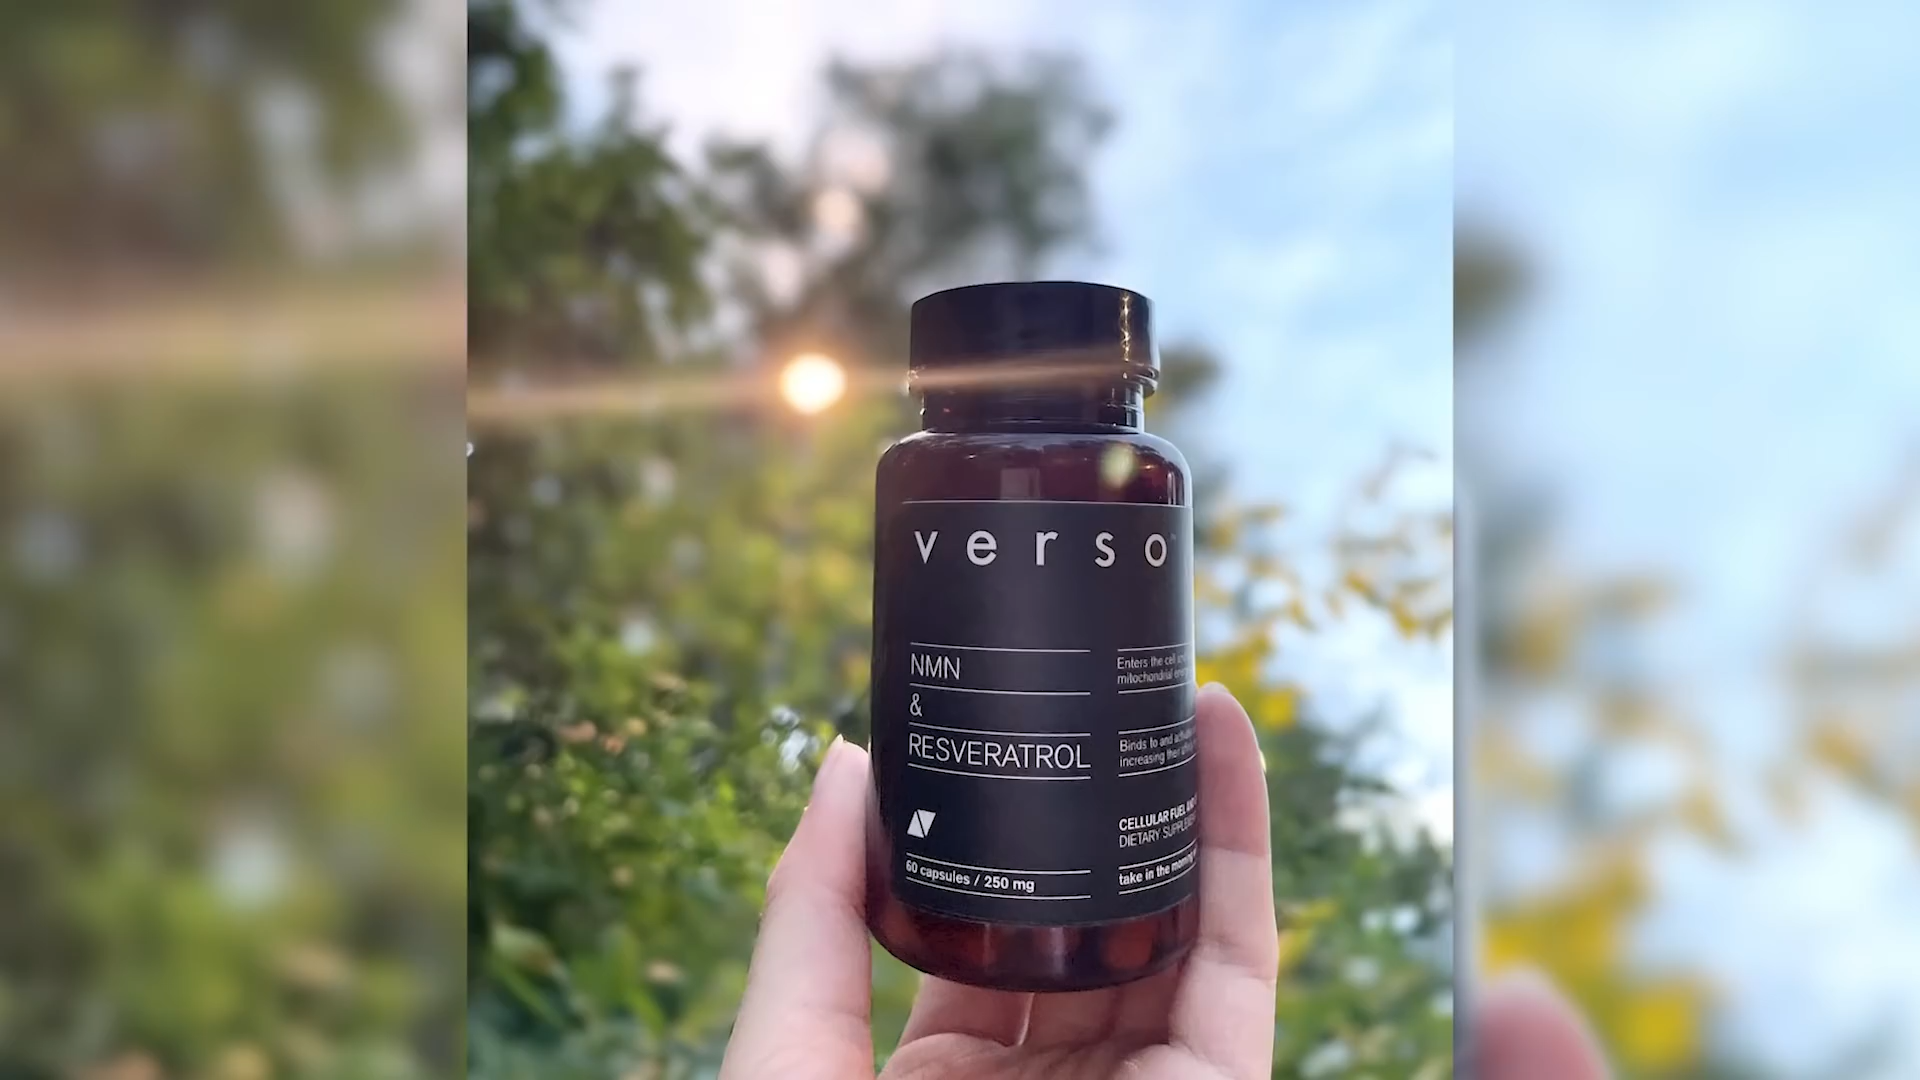 verso
NMN
&
RESVERATROL
60 capsules / 250 mg
Enters the cell
mitochondrial
Binds to and
increasing their
CELLULAR FUEL AND
DIETARY
take in the morning